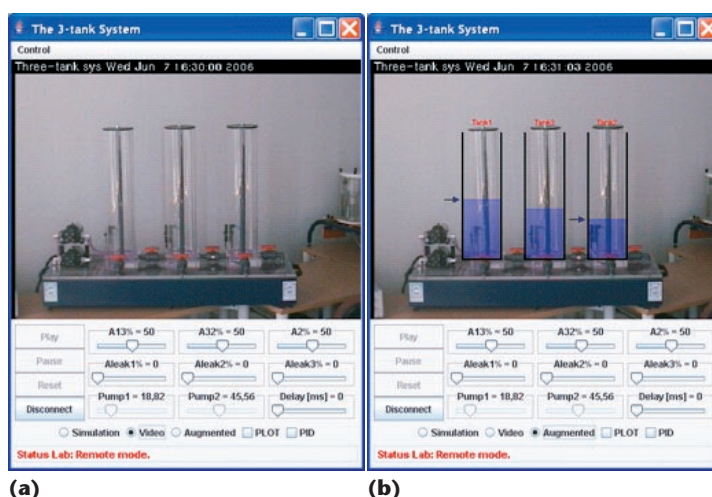 The 3-tank System
Control
Three-tank sys Wed Jun 7 16:30:00 2006
A13% = 50 A32% = 50 A2% = 50
Play
Aleak1% = 0 Aleak2% = 0 Aleak3% = 0
Pause
Reset
Pump1 = 18,82 Pump2 = 45,56 Delay [ms] = 0
Disconnect
Simulation Video Augmented PLOT PID
Status Lab: Remote mode.
(a)
The 3-tank System
Control
Three-tank sys Wed Jun 7 16:31:03 2006
Tank1 Tank3 Tank2
A13% = 50 A32% = 50 A2% = 50
Play
Aleak1% = 0 Aleak2% = 0 Aleak3% = 0
Pause
Reset
Pump1 = 18,82 Pump2 = 45,56 Delay [ms] = 0
Disconnect
Simulation Video Augmented PLOT PID
Status Lab: Remote mode.
(b)